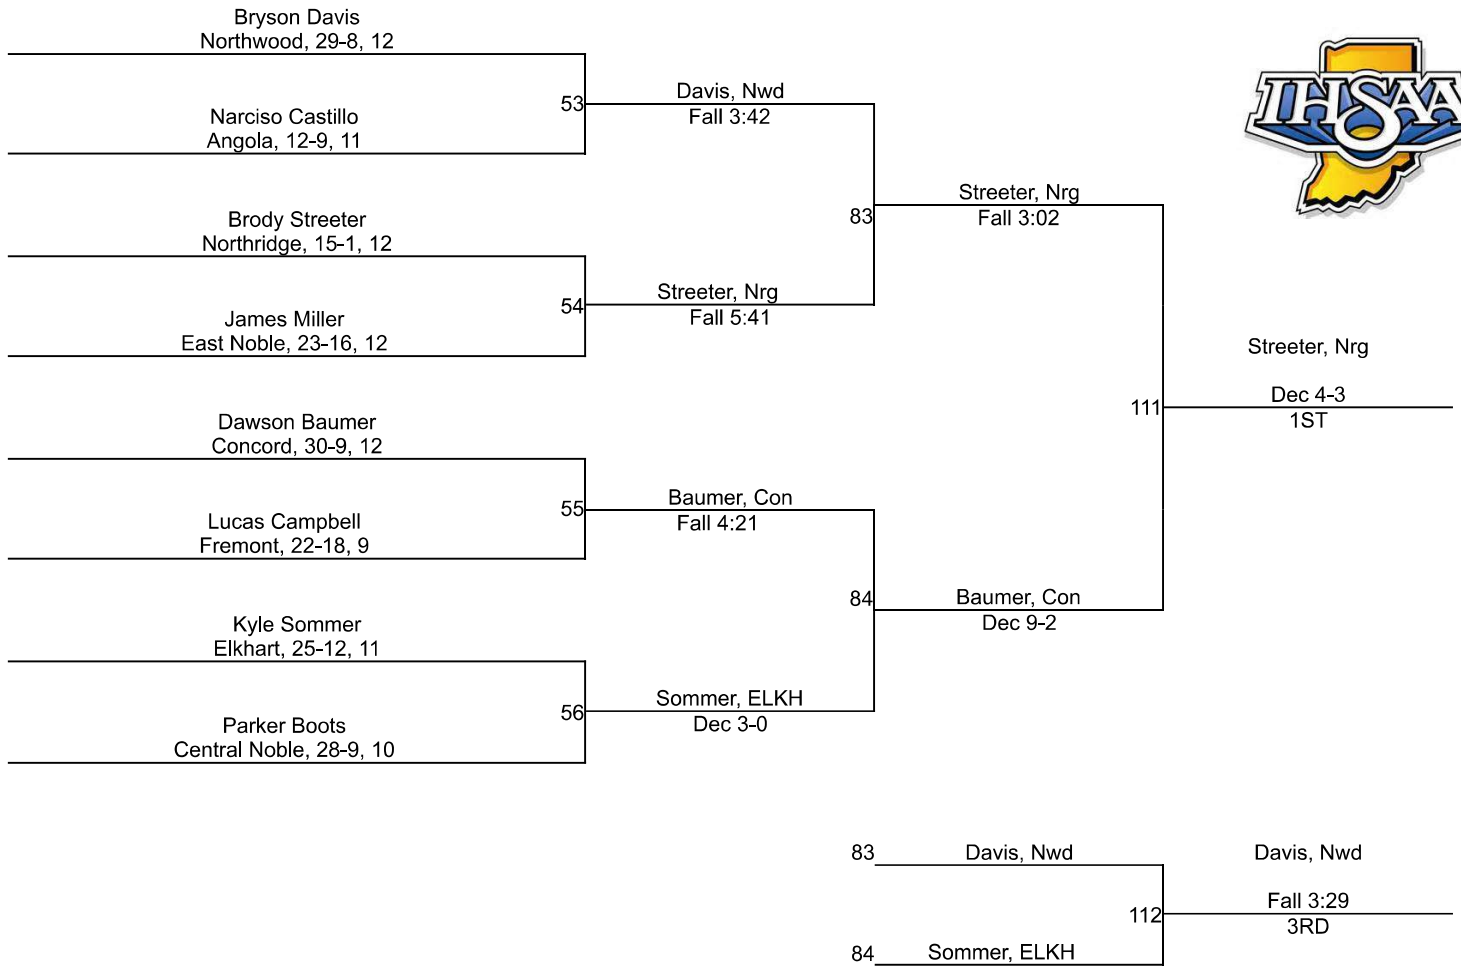 Bryson Davis
Northwood, 29-8, 12
53
Davis, Nwd
Fall 3:42
Narciso Castillo
Angola, 12-9, 11
IHSAA
83
Streeter, Nrg
Fall 3:02
Brody Streeter
Northridge, 15-1, 12
54
Streeter, Nrg
Fall 5:41
James Miller
East Noble, 23-16, 12
111
Streeter, Nrg
Dec 4-3
1ST
Dawson Baumer
Concord, 30-9, 12
55
Baumer, Con
Fall 4:21
Lucas Campbell
Fremont, 22-18, 9
84
Baumer, Con
Dec 9-2
Kyle Sommer
Elkhart, 25-12, 11
56
Sommer, ELKH
Dec 3-0
Parker Boots
Central Noble, 28-9, 10
83
Davis, Nwd
112
Davis, Nwd
Fall 3:29
3RD
84
Sommer, ELKH